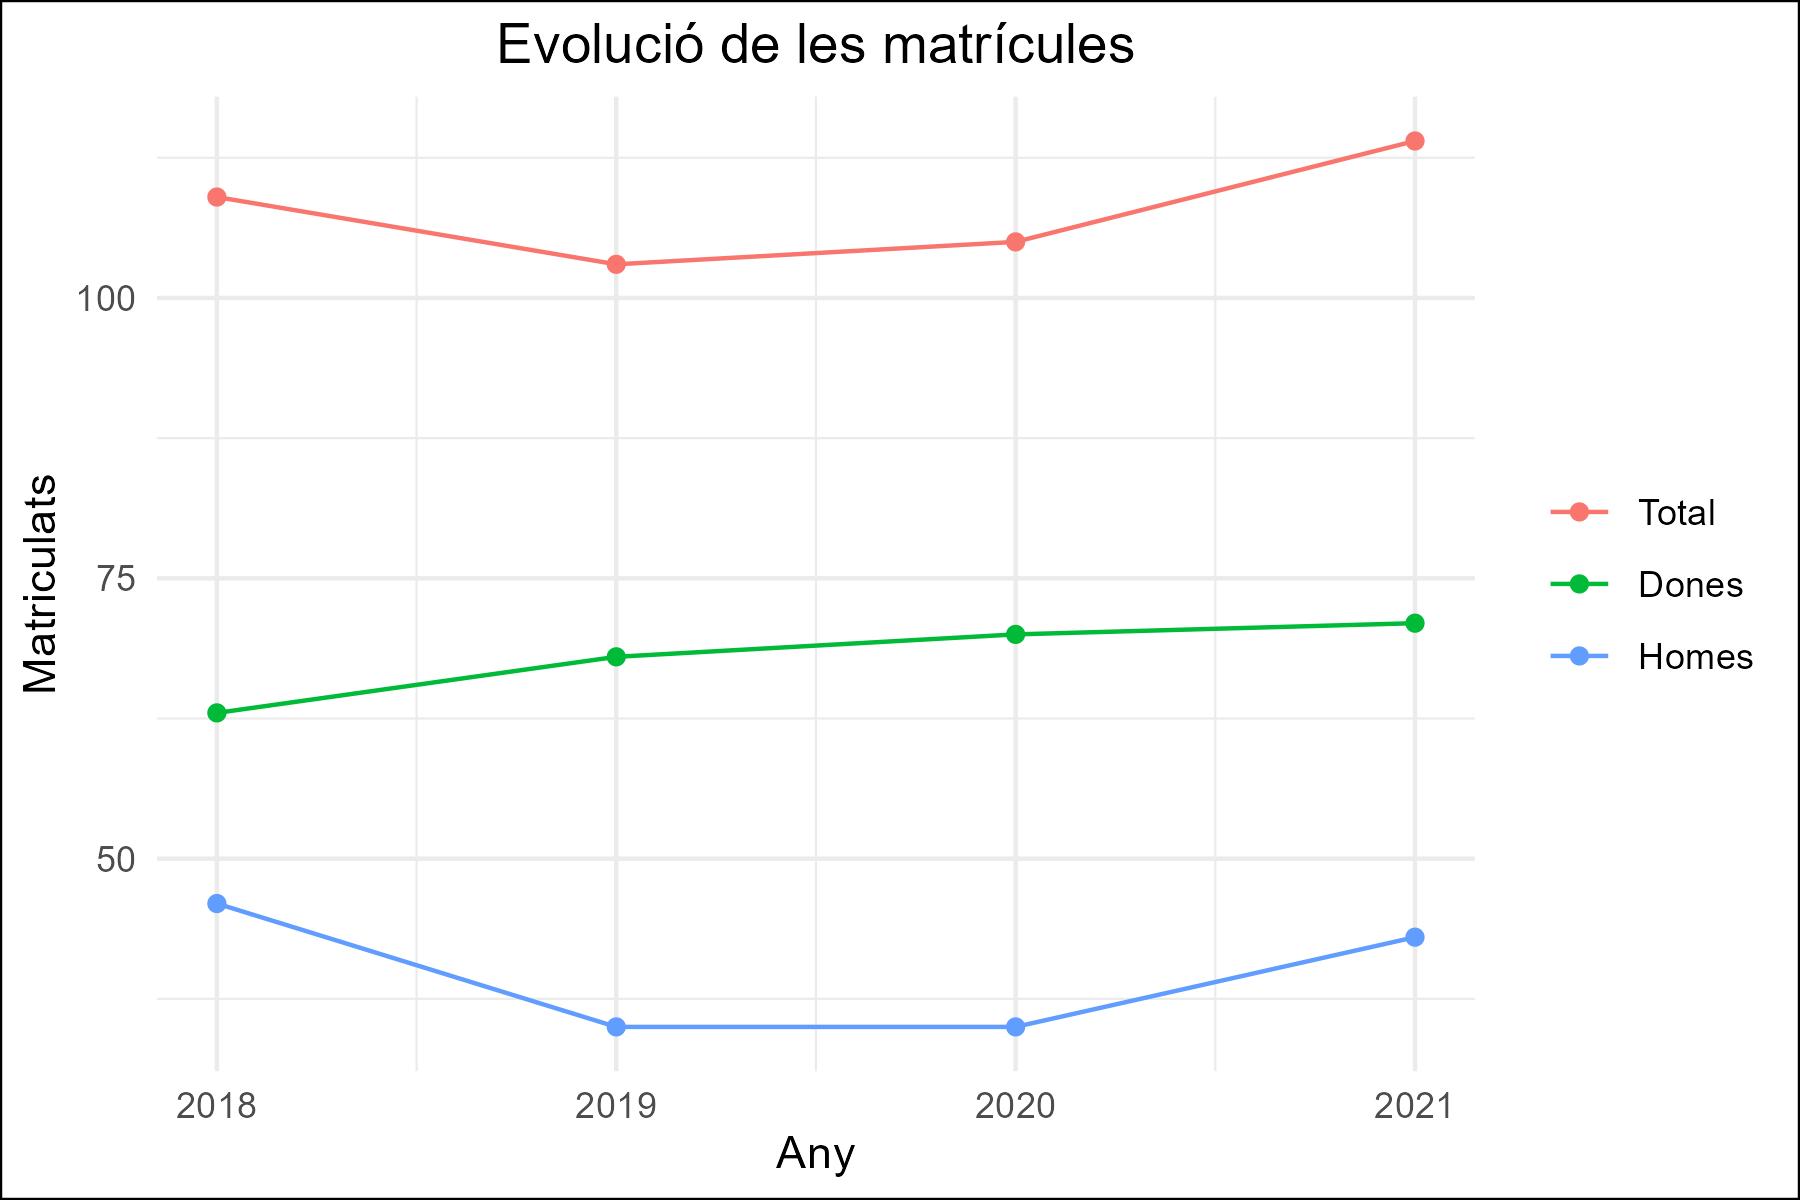 Evolució de les matrícules
Matriculats
100
75
50
2018 2019 2020 2021
Any
Total
Dones
Homes